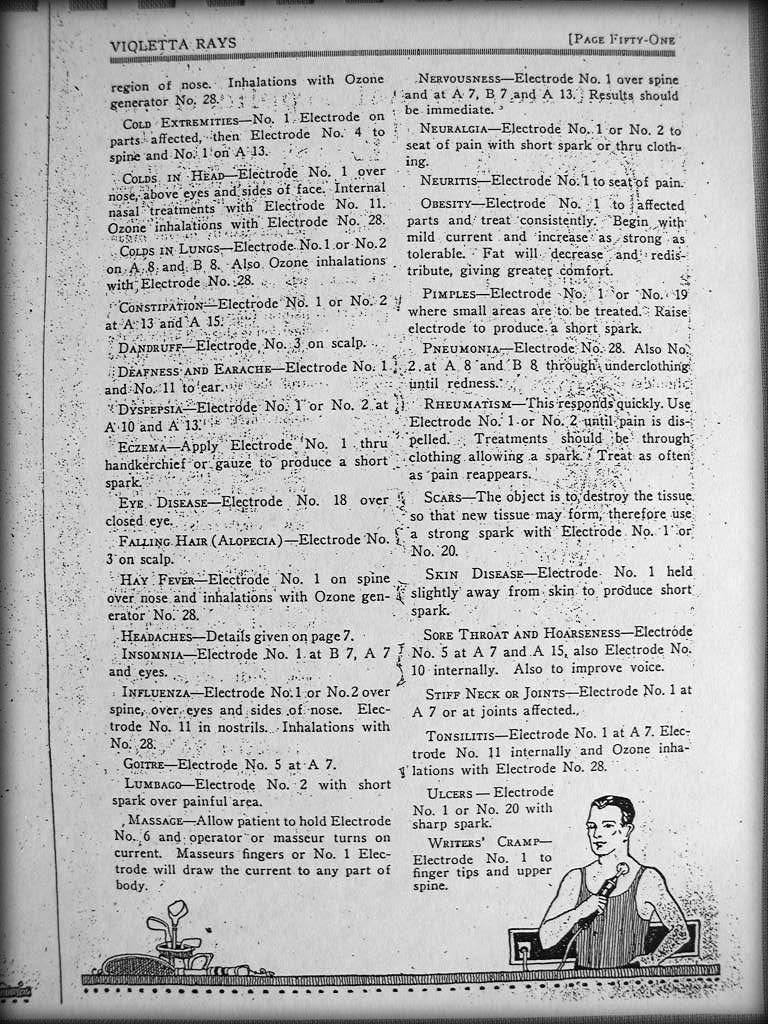 VIOLETTA RAYS
[PAGE FIFTY-ONE
region of nose. Inhalations with Ozone
generator No. 28.
COLD EXTREMITIES—No. 1 Electrode on
parts affected, then Electrode No. 4 to
spine and No. 1 on A 13.
COLDS IN HEAD—Electrode No. 1 over
nose, above eyes and sides of face. Internal
nasal treatments with Electrode No. 11.
Ozone inhalations with Electrode No. 28.
COLDS IN LUNGS—Electrode No. 1 or No. 2
on A 8 and B 8. Also Ozone inhalations
with Electrode No. 28.
CONSTIPATION—Electrode No. 1 or No. 2
at A 13 and A 15.
DANDRUFF—Electrode No. 3 on scalp.
DEAFNESS AND EARACHE—Electrode No. 1
and No. 11 to ear.
DYSPEPSIA—Electrode No. 1 or No. 2 at
A 10 and A 13.
ECZEMA—Apply Electrode No. 1 thru
handkerchief or gauze to produce a short
spark.
EYE DISEASE—Electrode No. 18 over
closed eye.
FALLING HAIR (ALOPECIA)—Electrode No.
3 on scalp.
HAY FEVER—Electrode No. 1 on spine
over nose and inhalations with Ozone gen-
erator No. 28.
HEADACHES—Details given on page 7.
INSOMNIA—Electrode No. 1 at B 7, A 7
and eyes.
INFLUENZA—Electrode No. 1 or No. 2 over
spine, over eyes and sides of nose. Elec-
trode No. 11 in nostrils. Inhalations with
No. 28.
GOITRE—Electrode No. 5 at A 7.
LUMBAGO—Electrode No. 2 with short
spark over painful area.
MASSAGE—Allow patient to hold Electrode
No. 6 and operator or masseur turns on
current. Masseurs fingers or No. 1 Elec-
trode will draw the current to any part of
body.
NERVOUSNESS—Electrode No. 1 over spine
and at A 7, B 7 and A 13. Results should
be immediate.
NEURALGIA—Electrode No. 1 or No. 2 to
seat of pain with short spark or thru cloth-
ing.
NEURITIS—Electrode No. 1 to seat of pain.
OBESITY—Electrode No. 1 to affected
parts and treat consistently. Begin with
mild current and increase as strong as
tolerable. Fat will decrease and redis-
tribute, giving greater comfort.
PIMPLES—Electrode No. 1 or No. 19
where small areas are to be treated. Raise
electrode to produce a short spark.
PNEUMONIA—Electrode No. 28. Also No.
2 at A 8 and B 8 through underclothing
until redness.
RHEUMATISM—This responds quickly. Use
Electrode No. 1 or No. 2 until pain is dis-
pelled. Treatments should be through
clothing allowing a spark. Treat as often
as pain reappears.
SCARS—The object is to destroy the tissue
so that new tissue may form, therefore use
a strong spark with Electrode No. 1 or
No. 20.
SKIN DISEASE—Electrode No. 1 held
slightly away from skin to produce short
spark.
SORE THROAT AND HOARSENESS—Electrode
No. 5 at A 7 and A 15, also Electrode No.
10 internally. Also to improve voice.
STIFF NECK OR JOINTS—Electrode No. 1 at
A 7 or at joints affected.
TONSILITIS—Electrode No. 1 at A 7. Elec-
trode No. 11 internally and Ozone inha-
lations with Electrode No. 28.
ULCERS—Electrode
No. 1 or No. 20 with
sharp spark.
WRITERS' CRAMP—
Electrode No. 1 to
finger tips and upper
spine.